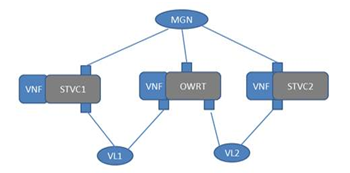 MGN
VNF STVC1 VNF OWRT VNF STVC2
VL1 VL2